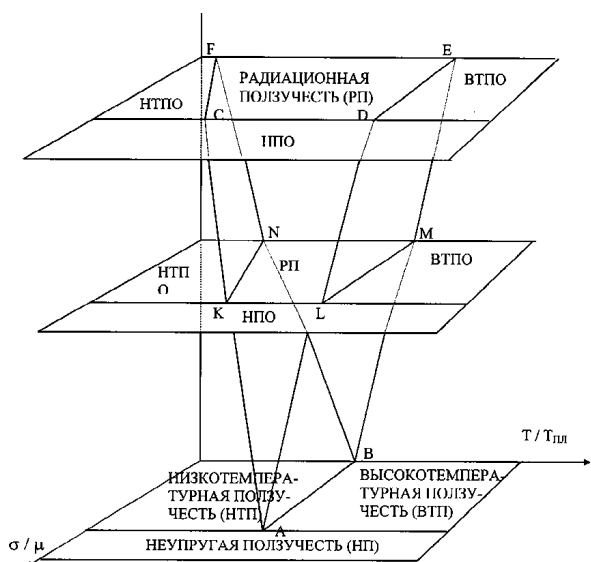 F
E
РАДИАЦИОННАЯ
ПОЛЗУЧЕСТЬ (РП)
ВТПО
НТПО
C
D
НПО
N
M
РП
НТП
О
ВТПО
K
L
НПО
T / Tпл
B
НИЗКОТЕМПЕРА-
ТУРНАЯ ПОЛЗУ-
ЧЕСТЬ (НТП)
ВЫСОКОТЕМПЕРА-
ТУРНАЯ ПОЛЗУ-
ЧЕСТЬ (ВТП)
A
σ / μ
НЕУПРУГАЯ ПОЛЗУЧЕСТЬ (НП)